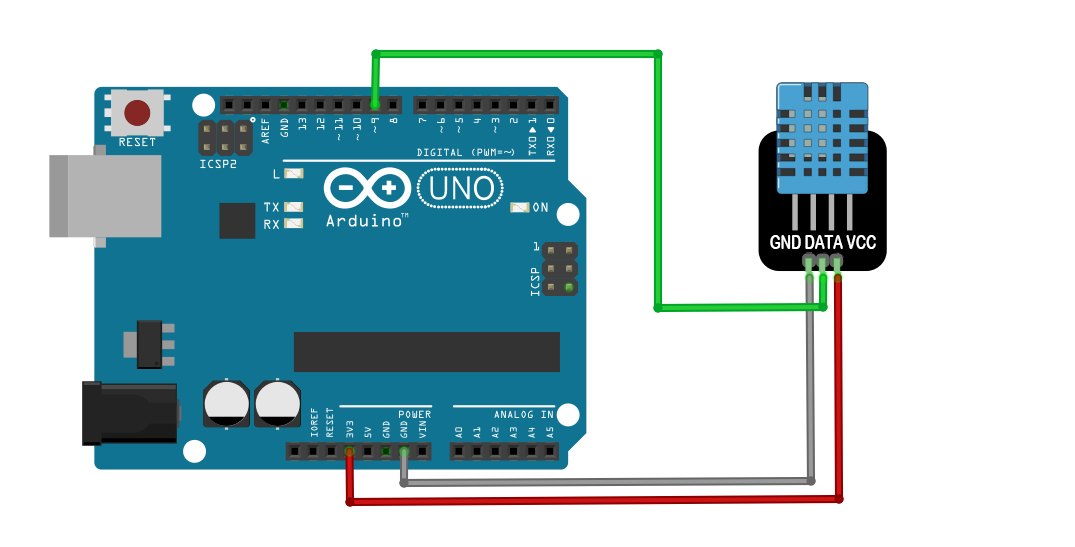 RESET
ICSP2
AREF
GND
13
12
~11
~10
~9
8
7
~6
~5
4
~3
2
TX0▶1
RX0◀0
DIGITAL (PWM=~)
L
TX
RX
Arduino™
UNO
ON
1
ICSP
GND DATA VCC
IOREF
RESET
3V3
5V
GND
GND
VIN
POWER
ANALOG IN
A0
A1
A2
A3
A4
A5